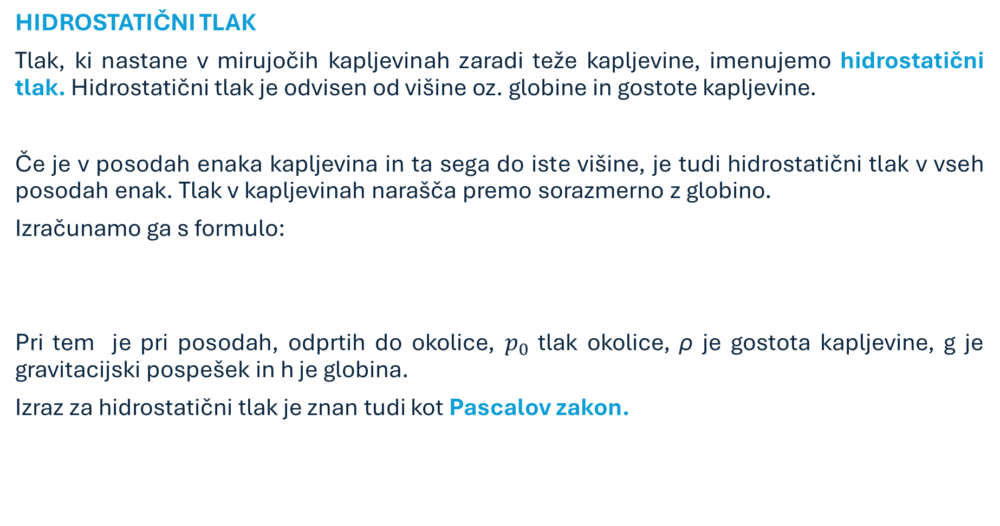 HIDROSTATIČNI TLAK
Tlak, ki nastane v mirujočih kapljevinah zaradi teže kapljevine, imenujemo hidrostatični
tlak. Hidrostatični tlak je odvisen od višine oz. globine in gostote kapljevine.
Če je v posodah enaka kapljevina in ta sega do iste višine, je tudi hidrostatični tlak v vseh
posodah enak. Tlak v kapljevinah narašča premo sorazmerno z globino.
Izračunamo ga s formulo:
Pri tem je pri posodah, odprtih do okolice, p₀ tlak okolice, ρ je gostota kapljevine, g je
gravitacijski pospešek in h je globina.
Izraz za hidrostatični tlak je znan tudi kot Pascalov zakon.